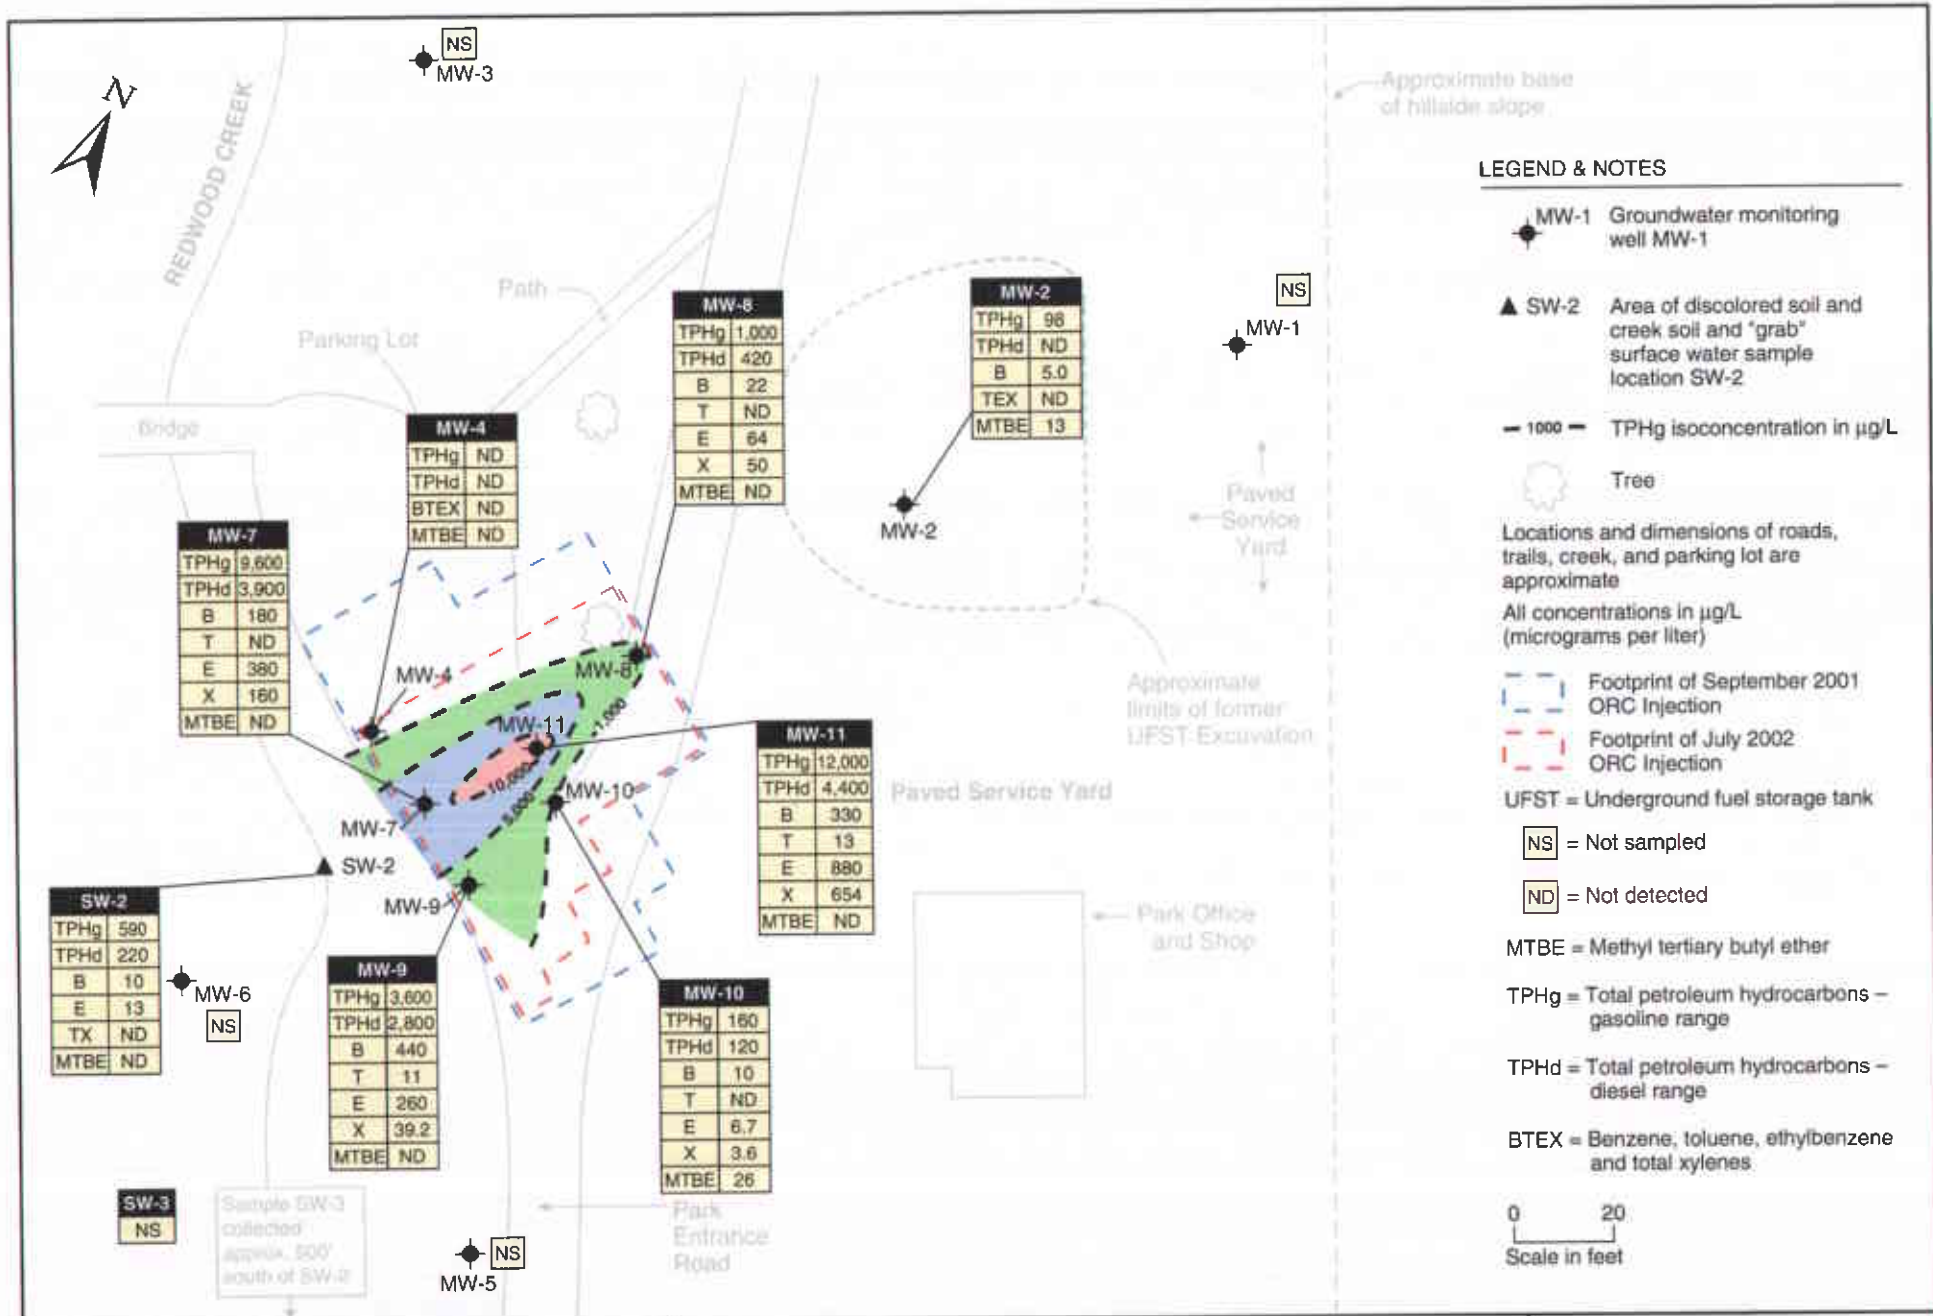 N
REDWOOD CREEK
NS
MW-3
Approximate base
of hillside slope
Path
Parking Lot
Bridge
MW-8
TPHg 1,000
TPHd 420
B 22
T ND
E 64
X 50
MTBE ND
MW-2
TPHg 98
TPHd ND
B 5.0
TEX ND
MTBE 13
MW-2
NS
MW-1
MW-4
TPHg ND
TPHd ND
BTEX ND
MTBE ND
MW-7
TPHg 9,600
TPHd 3,900
B 180
T ND
E 380
X 160
MTBE ND
Paved
Service
Yard
Approximate
limits of former
UFST Excavation
MW-4
MW-8
MW-11
MW-10
MW-7
MW-9
1,000
5,000
10,000
MW-11
TPHg 12,000
TPHd 4,400
B 330
T 13
E 880
X 654
MTBE ND
Paved Service Yard
Park Office
and Shop
SW-2
SW-2
TPHg 590
TPHd 220
B 10
E 13
TX ND
MTBE ND
MW-6
NS
MW-9
TPHg 3,600
TPHd 2,800
B 440
T 11
E 260
X 39.2
MTBE ND
MW-10
TPHg 160
TPHd 120
B 10
T ND
E 6.7
X 3.6
MTBE 26
SW-3
NS
Sample SW-3
collected
approx. 500'
south of SW-2
NS
MW-5
Park
Entrance
Road
LEGEND & NOTES
MW-1 Groundwater monitoring
well MW-1
SW-2 Area of discolored soil and
creek soil and "grab"
surface water sample
location SW-2
1000 TPHg isoconcentration in µg/L
Tree
Locations and dimensions of roads,
trails, creek, and parking lot are
approximate
All concentrations in µg/L
(micrograms per liter)
Footprint of September 2001
ORC Injection
Footprint of July 2002
ORC Injection
UFST = Underground fuel storage tank
NS = Not sampled
ND = Not detected
MTBE = Methyl tertiary butyl ether
TPHg = Total petroleum hydrocarbons –
gasoline range
TPHd = Total petroleum hydrocarbons –
diesel range
BTEX = Benzene, toluene, ethylbenzene
and total xylenes
0 20
Scale in feet